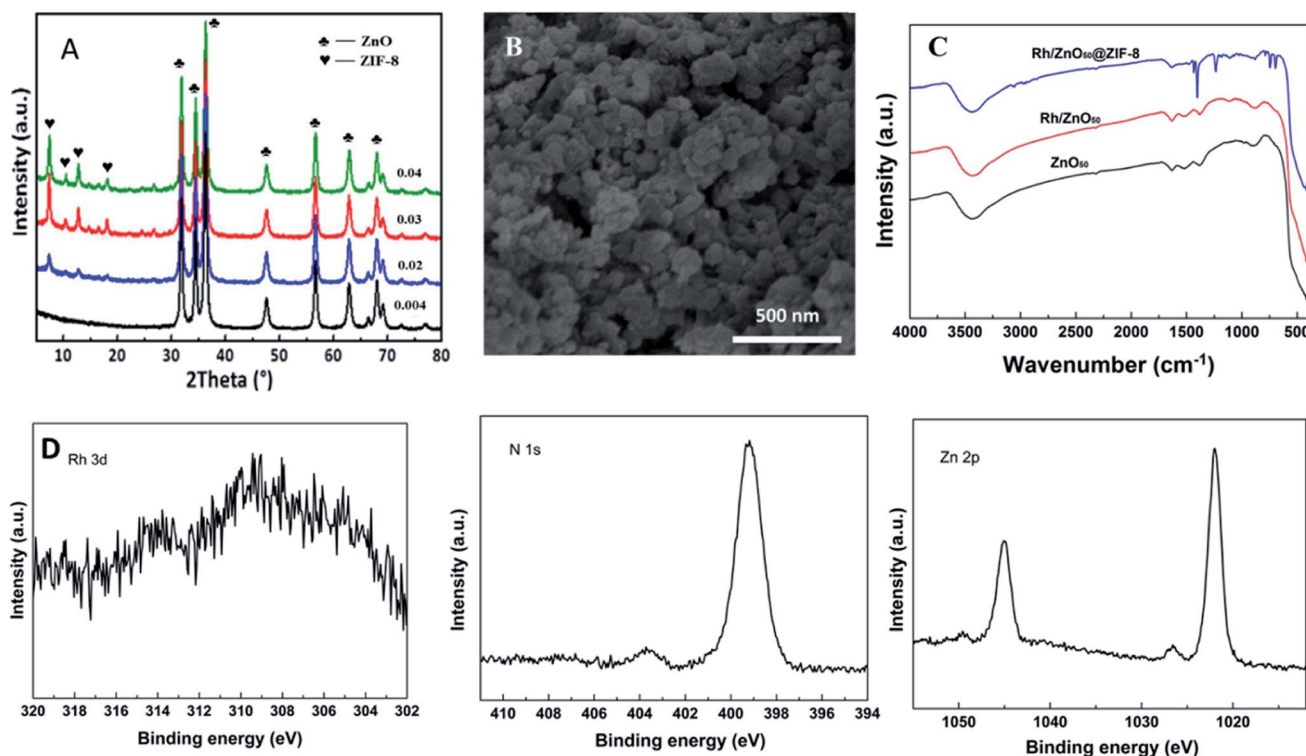 A
♣ — ZnO
♥ — ZIF-8
0.04
0.03
0.02
0.004
Intensity (a.u.)
10 20 30 40 50 60 70 80
2Theta (°)
B
500 nm
C
Rh/ZnO₅₀@ZIF-8
Rh/ZnO₅₀
ZnO₅₀
Intensity (a.u.)
4000 3500 3000 2500 2000 1500 1000 500
Wavenumber (cm⁻¹)
D
Rh 3d
Intensity (a.u.)
320 318 316 314 312 310 308 306 304 302
Binding energy (eV)
N 1s
Intensity (a.u.)
410 408 406 404 402 400 398 396 394
Binding energy (eV)
Zn 2p
Intensity (a.u.)
1050 1040 1030 1020
Binding energy (eV)